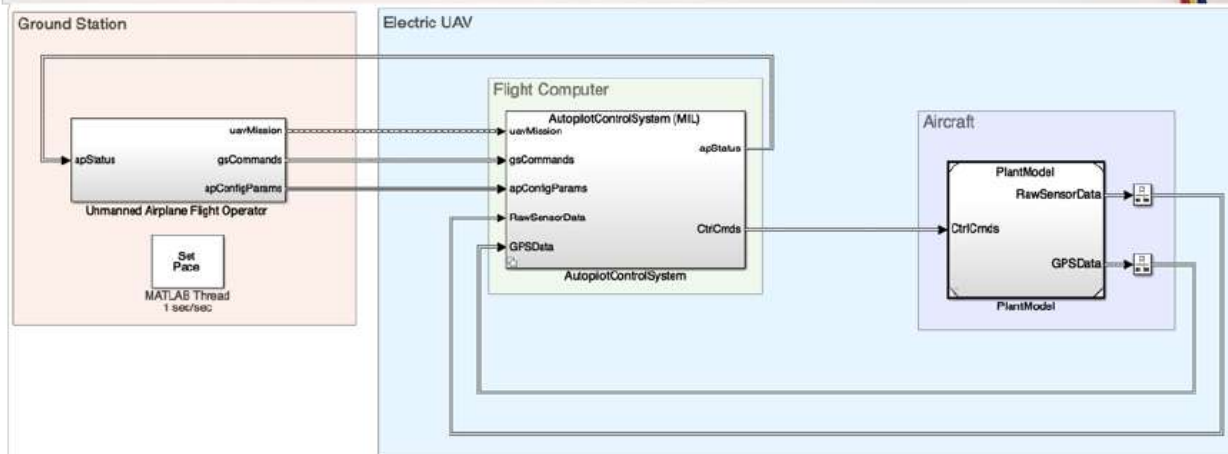 Ground Station
uavMission
apStatus
gsCommands
apConfigParams
Unmanned Airplane Flight Operator
Set
Pace
MATLAB Thread
1 sec/sec
Electric UAV
Flight Computer
AutopilotControlSystem (MIL)
uavMission
apStatus
gsCommands
apConfigParams
RawSensorData
CtrlCmds
GPSData
AutopilotControlSystem
Aircraft
PlantModel
RawSensorData
CtrlCmds
GPSData
PlantModel